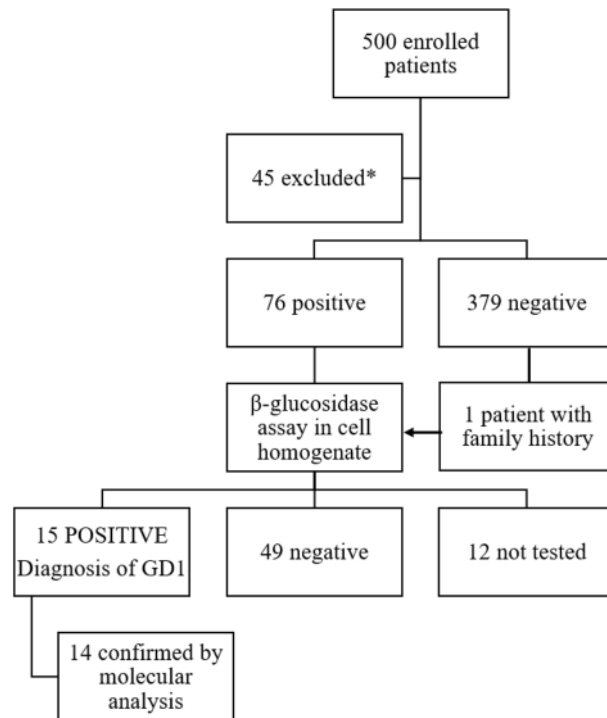 500 enrolled
patients
45 excluded*
76 positive
379 negative
β-glucosidase
assay in cell
homogenate
1 patient with
family history
15 POSITIVE
Diagnosis of GD1
49 negative
12 not tested
14 confirmed by
molecular
analysis